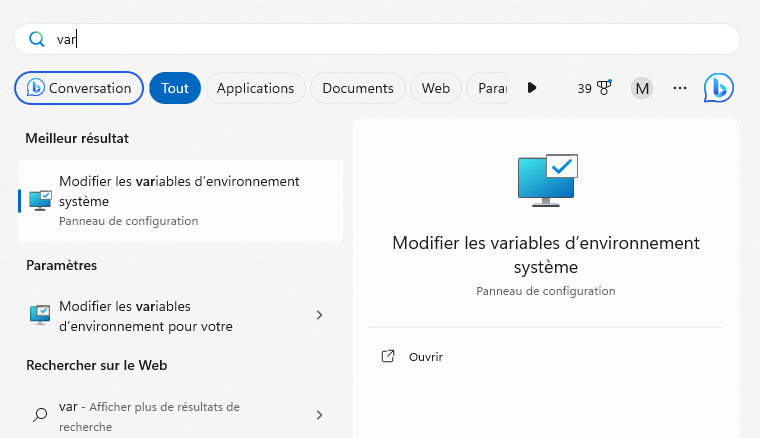 var
Conversation
Tout
Applications
Documents
Web
Parar
39
M
Meilleur résultat
Modifier les variables d'environnement
système
Panneau de configuration
Paramètres
Modifier les variables
d'environnement pour votre
Rechercher sur le Web
var - Afficher plus de résultats de
recherche
Modifier les variables d'environnement
système
Panneau de configuration
Ouvrir